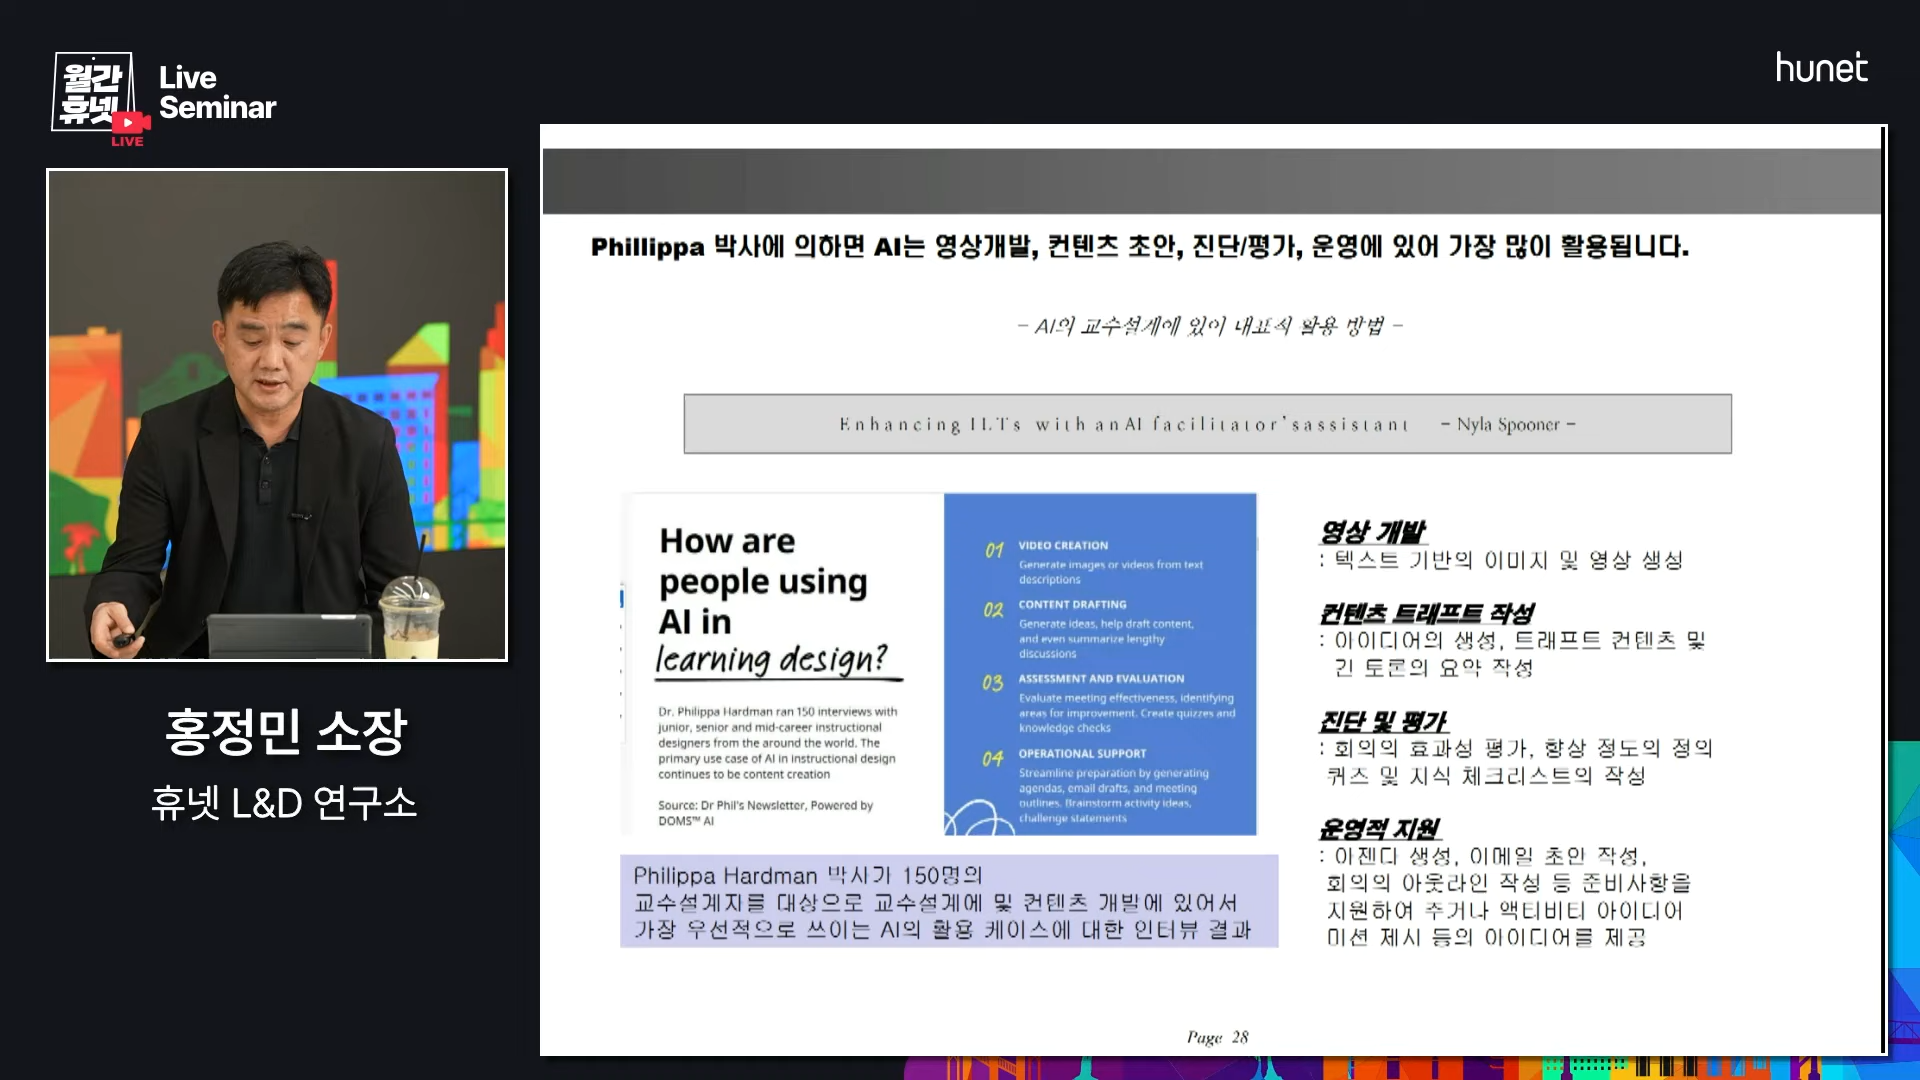 월간
휴넷
LIVE
Live
Seminar
hunet
홍정민 소장
휴넷 L&D 연구소
Phillippa 박사에 의하면 AI는 영상개발, 컨텐츠 초안, 진단/평가, 운영에 있어 가장 많이 활용됩니다.
- AI의 교수설계에 있어 대표적 활용 방법 -
Enhancing ILTs with an AI facilitator's assistant - Nyla Spooner -
How are
people using
AI in
learning design?
Dr. Philippa Hardman ran 150 interviews with
junior, senior and mid-career instructional
designers from the around the world. The
primary use case of AI in instructional design
continues to be content creation
Source: Dr Phil's Newsletter, Powered by
DOMS™ AI
01 VIDEO CREATION
Generate images or videos from text
descriptions
02 CONTENT DRAFTING
Generate ideas, help draft content,
and even summarize lengthy
discussions
03 ASSESSMENT AND EVALUATION
Evaluate meeting effectiveness, identifying
areas for improvement. Create quizzes and
knowledge checks
04 OPERATIONAL SUPPORT
Streamline preparation by generating
agendas, email drafts, and meeting
outlines. Brainstorm activity ideas,
challenge statements
Philippa Hardman 박사가 150명의
교수설계자를 대상으로 교수설계에 및 컨텐츠 개발에 있어서
가장 우선적으로 쓰이는 AI의 활용 케이스에 대한 인터뷰 결과
영상 개발
: 텍스트 기반의 이미지 및 영상 생성
컨텐츠 드래프트 작성
: 아이디어의 생성, 드래프트 컨텐츠 및
긴 토론의 요약 작성
진단 및 평가
: 회의의 효과성 평가, 향상 정도의 정의
퀴즈 및 지식 체크리스트의 작성
운영적 지원
: 아젠다 생성, 이메일 초안 작성,
회의의 아웃라인 작성 등 준비사항을
지원하여 주거나 액티비티 아이디어
미션 제시 등의 아이디어를 제공
Page 28